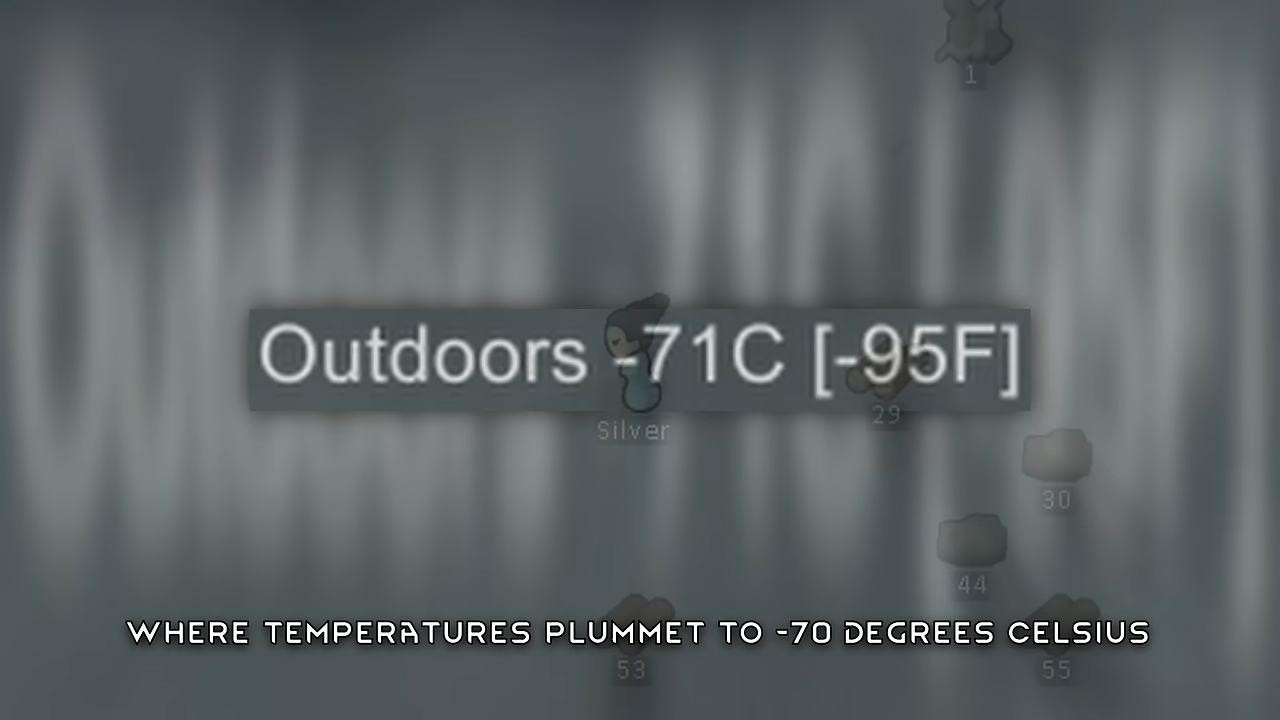 1
Outdoors -71C [-95F]
29
Silver
30
44
WHERE TEMPERATURES PLUMMET TO -70 DEGREES CELSIUS
53
55